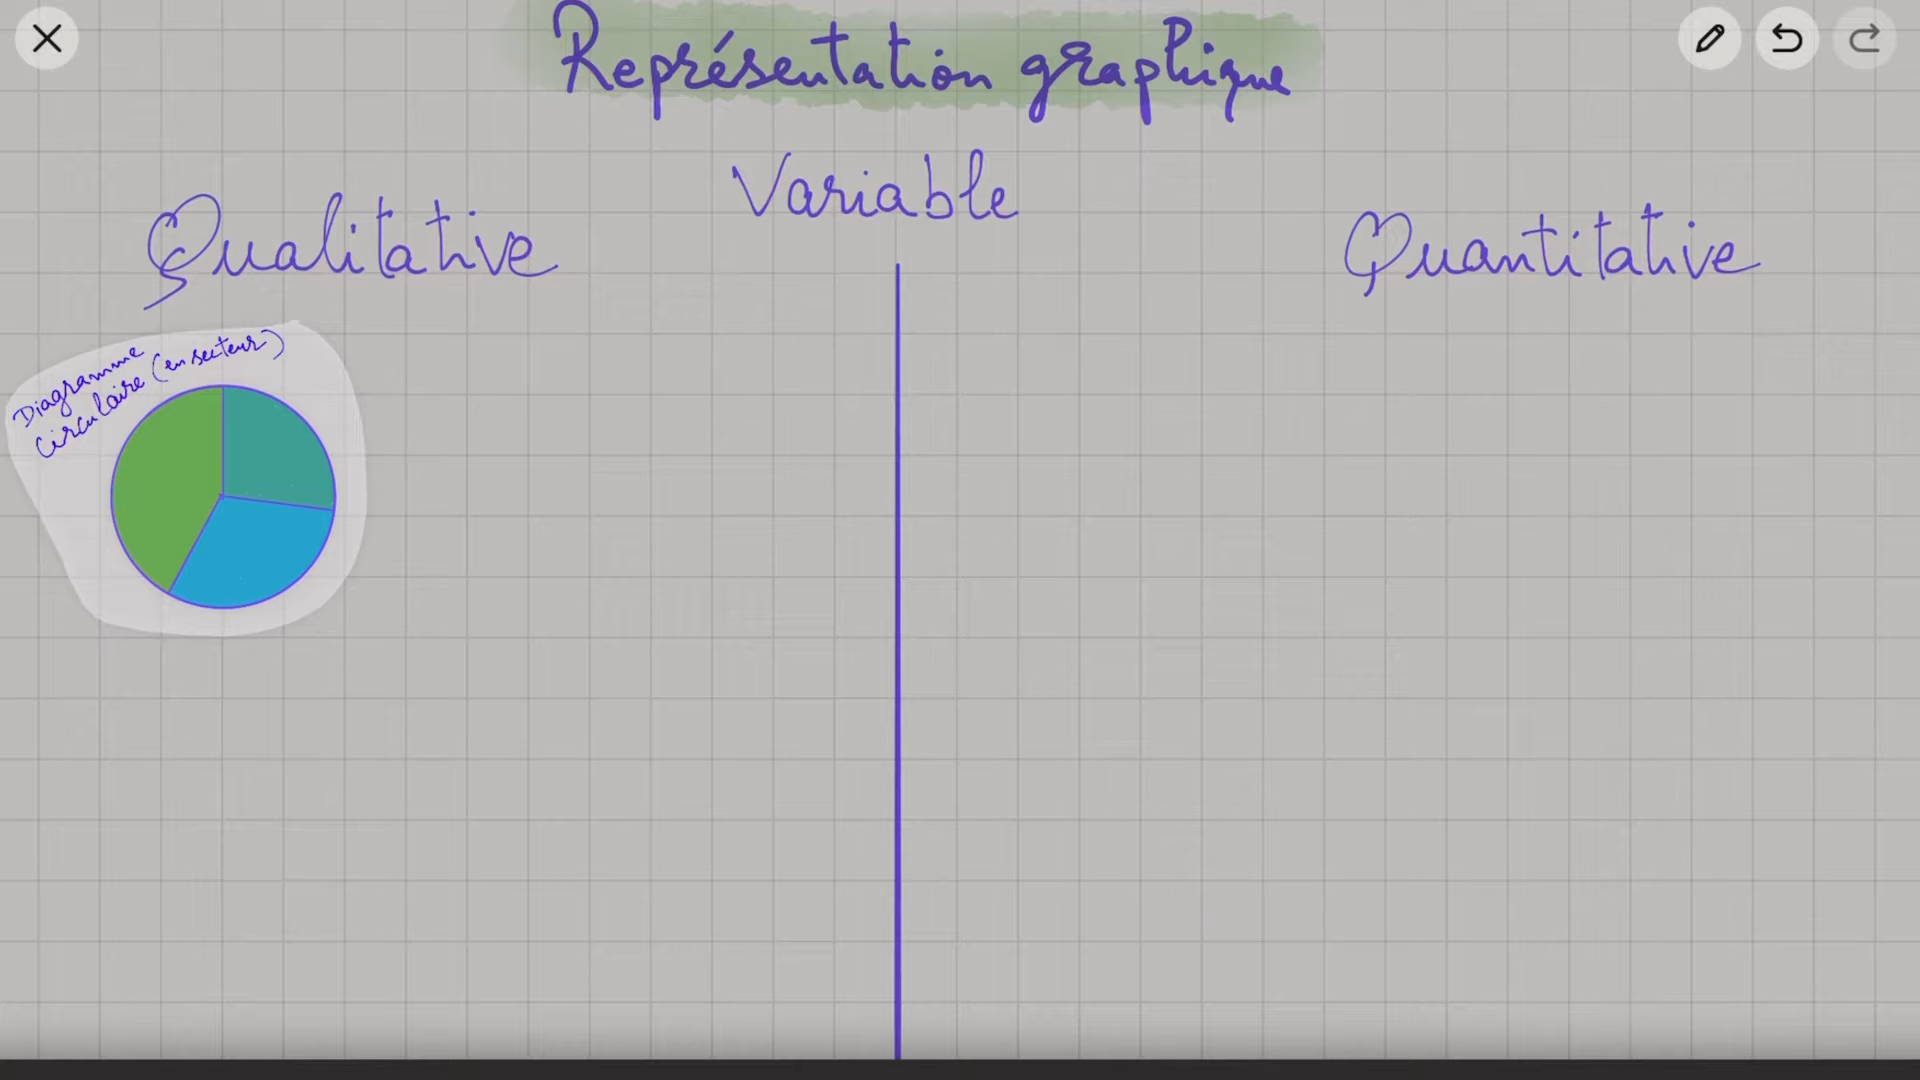 Représentation graphique
Variable
Qualitative
Quantitative
Diagramme
Circulaire (en secteur)